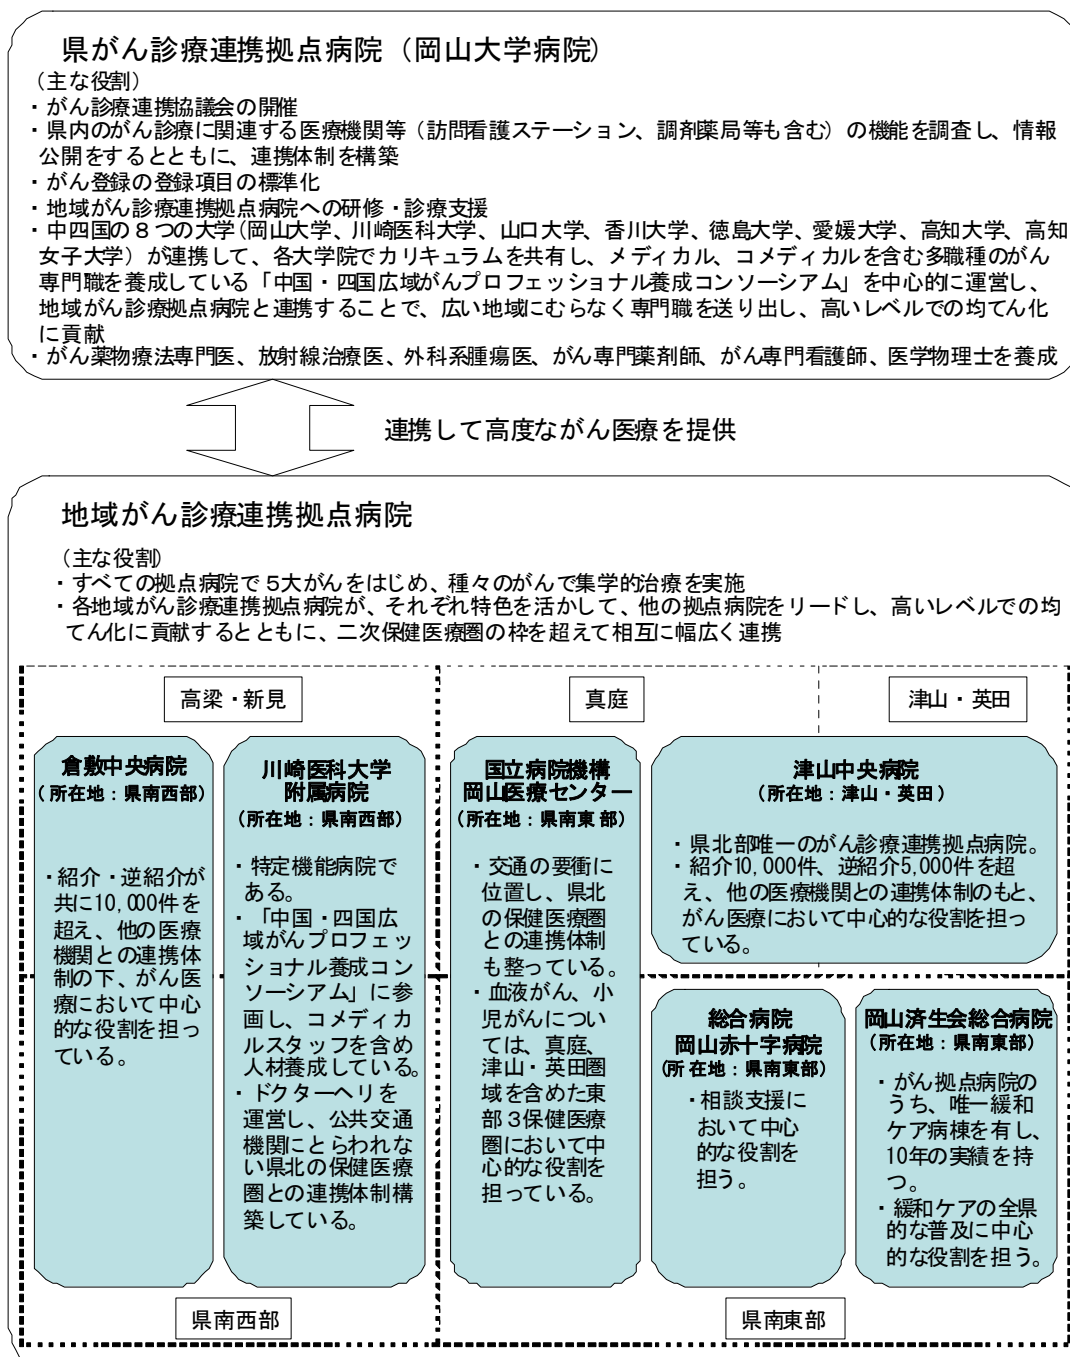 県がん診療連携拠点病院（岡山大学病院）
（主な役割）
・がん診療連携協議会の開催
・県内のがん診療に関連する医療機関等（訪問看護ステーション、調剤薬局等も含む）の機能を調査し、情報
公開をするとともに、連携体制を構築
・がん登録の登録項目の標準化
・地域がん診療連携拠点病院への研修・診療支援
・中四国の８つの大学（岡山大学、川崎医科大学、山口大学、香川大学、徳島大学、愛媛大学、高知大学、高知
女子大学）が連携して、各大学院でカリキュラムを共有し、メディカル、コメディカルを含む多職種のがん
専門職を養成している「中国・四国広域がんプロフェッショナル養成コンソーシアム」を中心的に運営し、
地域がん診療拠点病院と連携することで、広い地域にむらなく専門職を送り出し、高いレベルでの均てん化
に貢献
・がん薬物療法専門医、放射線治療医、外科系腫瘍医、がん専門薬剤師、がん専門看護師、医学物理士を養成
連携して高度ながん医療を提供
地域がん診療連携拠点病院
（主な役割）
・すべての拠点病院で５大がんをはじめ、種々のがんで集学的治療を実施
・各地域がん診療連携拠点病院が、それぞれ特色を活かして、他の拠点病院をリードし、高いレベルでの均
てん化に貢献するとともに、二次保健医療圏の枠を超えて相互に幅広く連携
高梁・新見
真庭
津山・英田
倉敷中央病院
（所在地：県南西部）
・紹介・逆紹介が
共に10,000件を
超え、他の医療
機関との連携体
制の下、がん医
療において中心
的な役割を担っ
ている。
川崎医科大学
附属病院
（所在地：県南西部）
・特定機能病院で
ある。
・「中国・四国広
域がんプロフェッ
ショナル養成コン
ソーシアム」に参
画し、コメディカ
ルスタッフを含め
人材養成している。
・ドクターヘリを
運営し、公共交通
機関にとらわれな
い県北の保健医療
圏との連携体制構
築している。
国立病院機構
岡山医療センター
（所在地：県南東部）
・交通の要衝に
位置し、県北
の保健医療圏
との連携体制
も整っている。
・血液がん、小
児がんについ
ては、真庭、
津山・英田圏
域を含めた東
部３保健医療
圏において中
心的な役割を
担っている。
津山中央病院
（所在地：津山・英田）
・県北部唯一のがん診療連携拠点病院。
・紹介10,000件、逆紹介5,000件を超
え、他の医療機関との連携体制のもと、
がん医療において中心的な役割を担っ
ている。
総合病院
岡山赤十字病院
（所在地：県南東部）
・相談支援に
おいて中心
的な役割を
担う。
岡山済生会総合病院
（所在地：県南東部）
・がん拠点病院の
うち、唯一緩和
ケア病棟を有し、
10年の実績を持
つ。
・緩和ケアの全県
的な普及に中心
的な役割を担う。
県南西部
県南東部